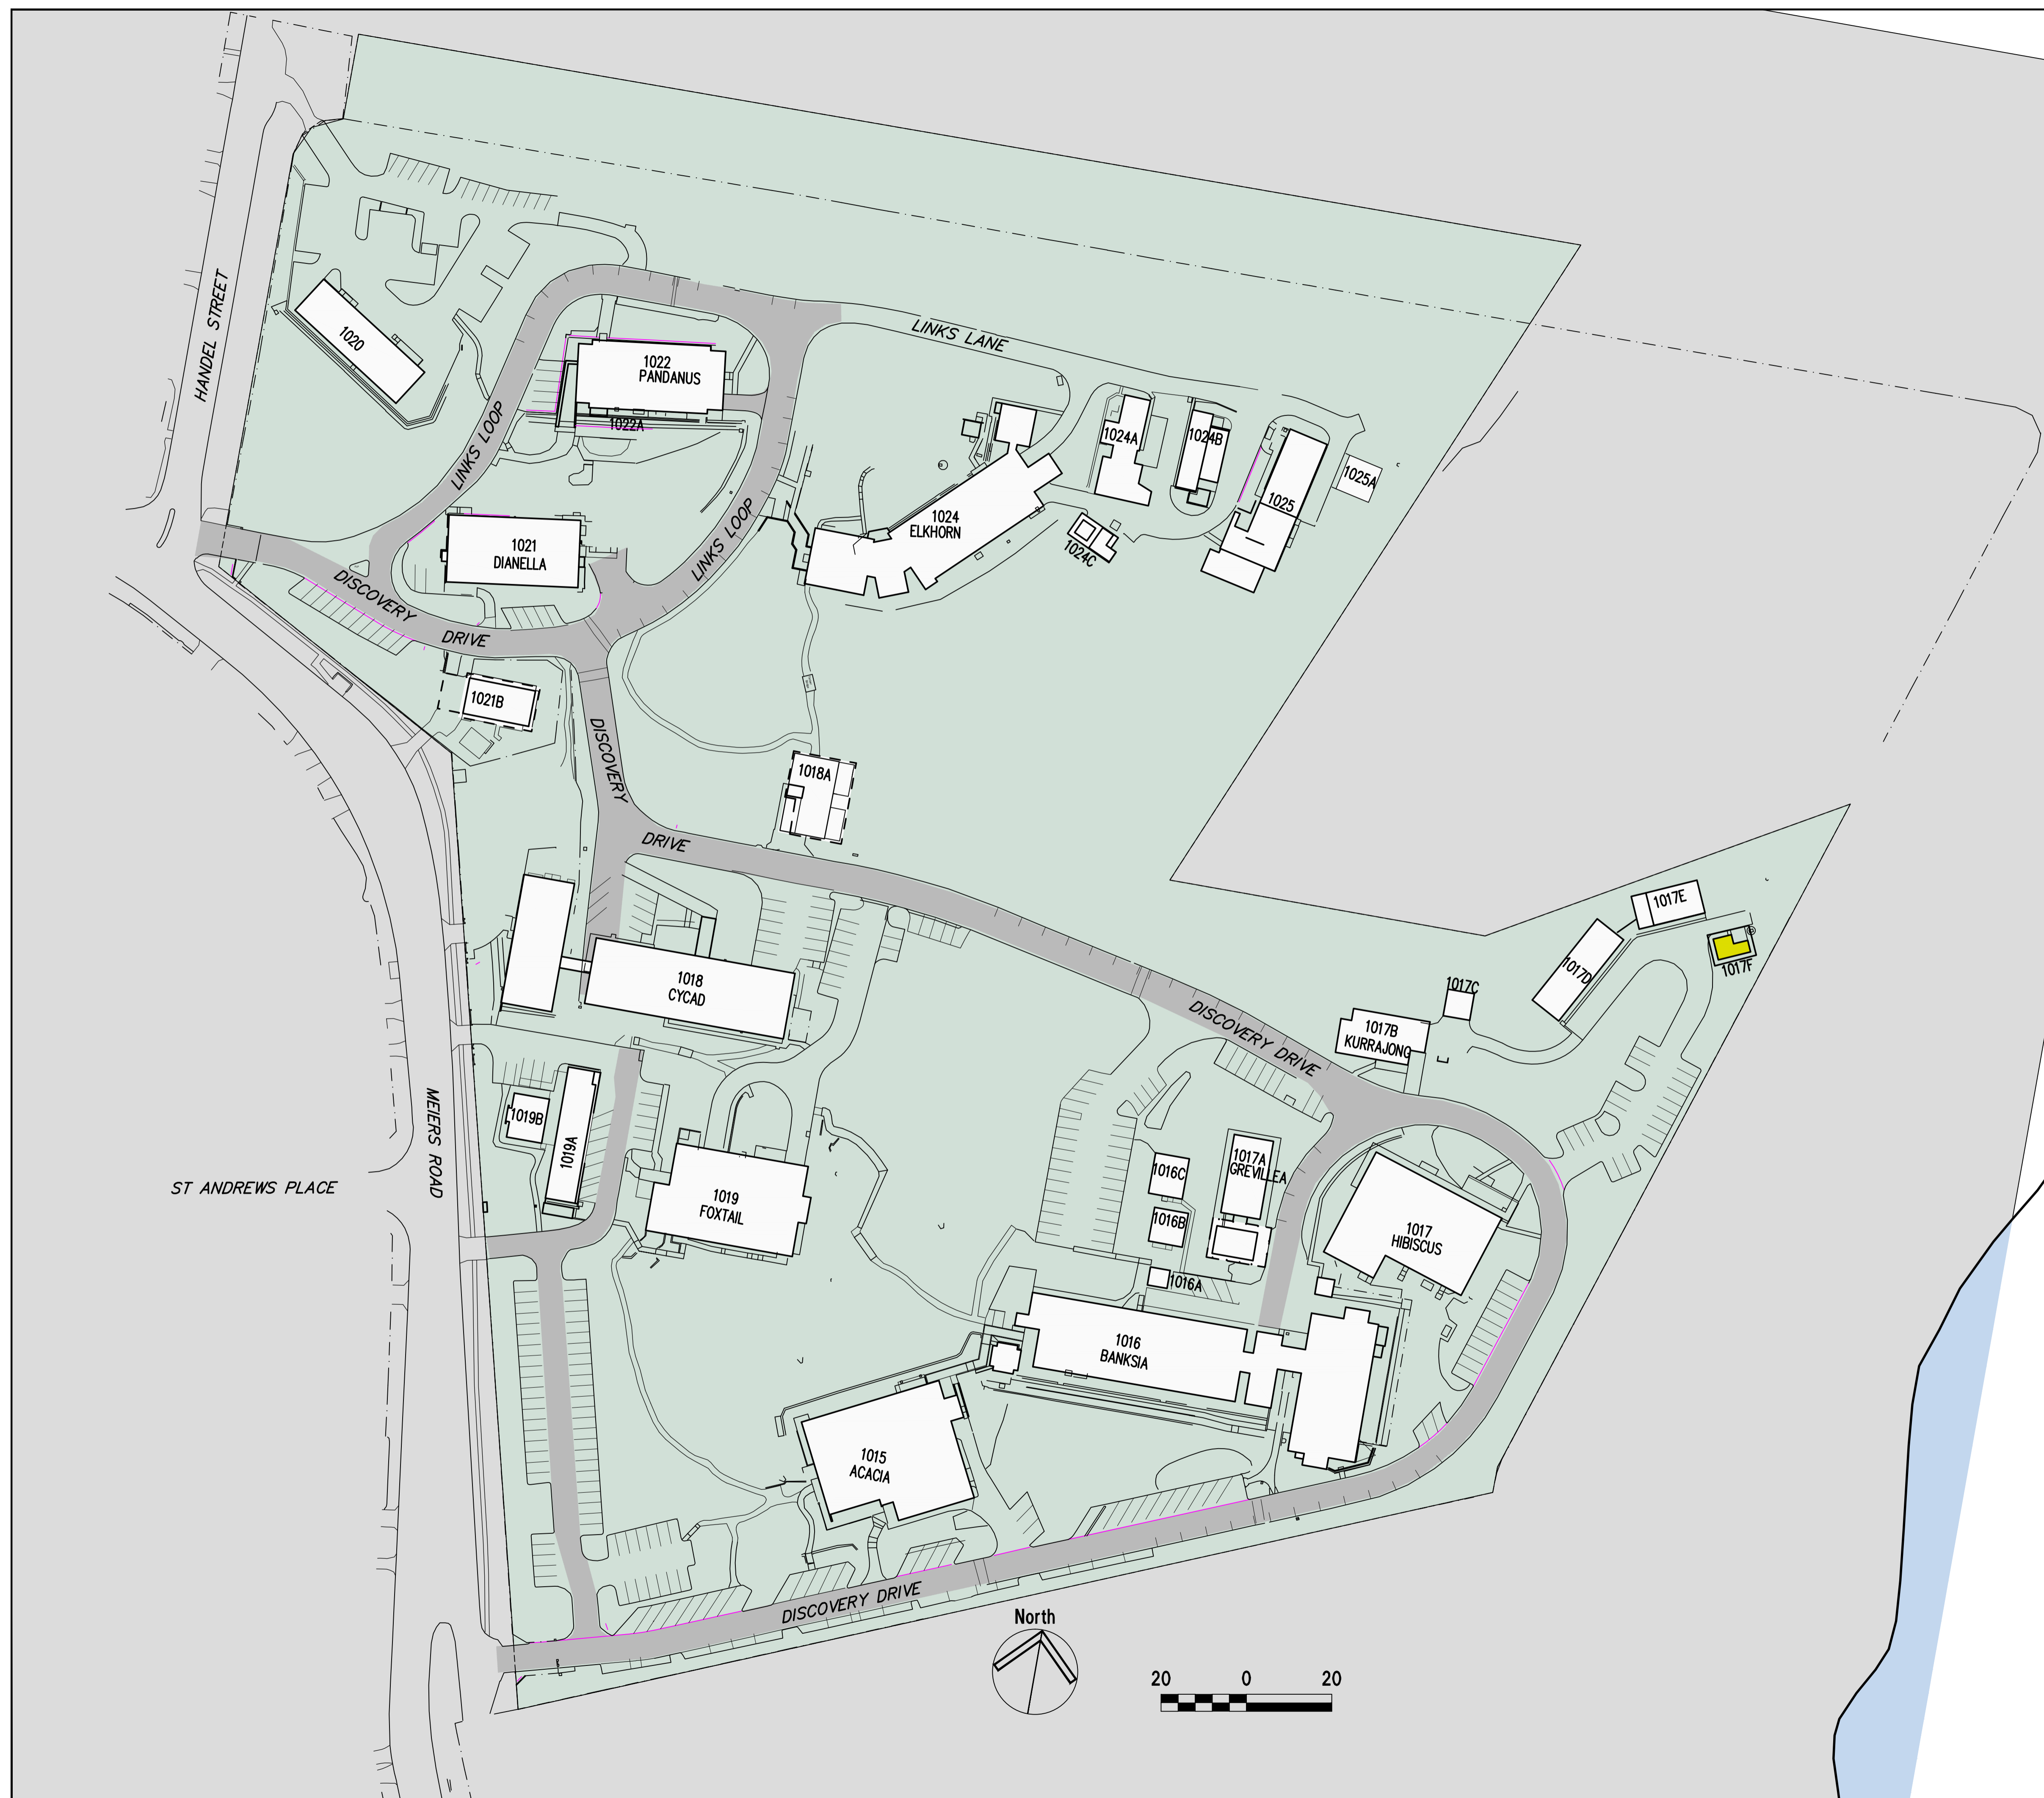 HANDEL STREET
1020
LINKS LOOP
1022
PANDANUS
1022A
LINKS LANE
1024A
1024B
1025A
1025
1024
ELKHORN
1024C
LINKS LOOP
1021
DIANELLA
DISCOVERY
DRIVE
1021B
DISCOVERY
DRIVE
1018A
1018
CYCAD
1017E
1017F
1017D
1017C
1017B
KURRAJONG
DISCOVERY DRIVE
MEIERS ROAD
ST ANDREWS PLACE
1019B
1019A
1019
FOXTAIL
1016C
1017A
GREVILLEA
1016B
1016A
1017
HIBISCUS
1016
BANKSIA
1015
ACACIA
DISCOVERY DRIVE
North
20 0 20